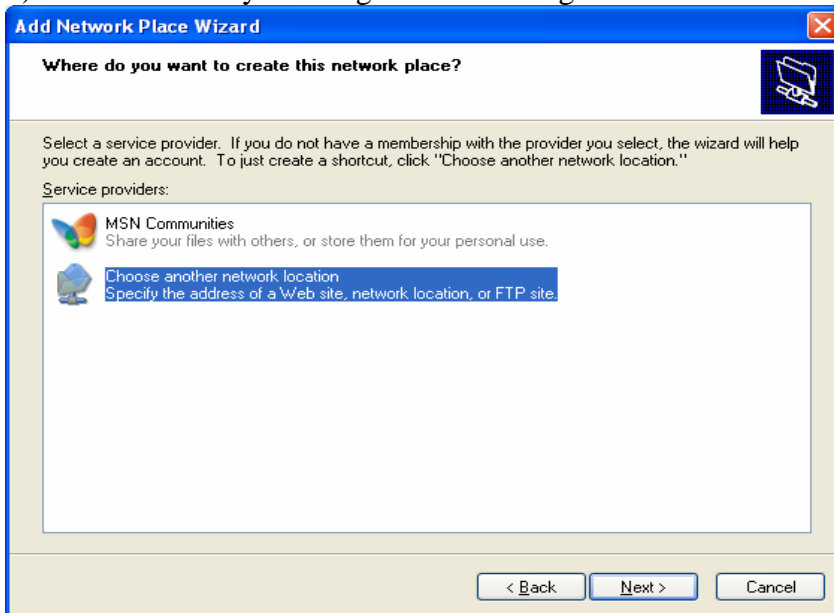 Add Network Place Wizard
Where do you want to create this network place?
Select a service provider. If you do not have a membership with the provider you select, the wizard will help
you create an account. To just create a shortcut, click "Choose another network location."
Service providers:
MSN Communities
Share your files with others, or store them for your personal use.
Choose another network location
Specify the address of a Web site, network location, or FTP site.
< Back
Next >
Cancel